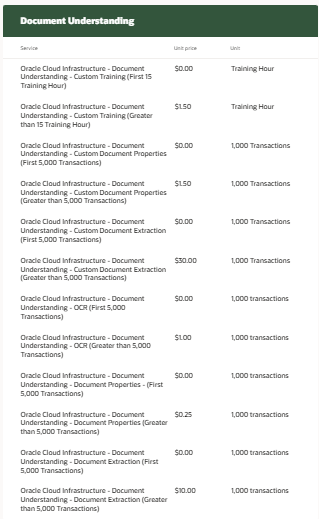 Document Understanding
Service Unit price Unit
Oracle Cloud Infrastructure - Document $0.00 Training Hour
Understanding - Custom Training (First 15
Training Hour)
Oracle Cloud Infrastructure - Document $1.50 Training Hour
Understanding - Custom Training (Greater
than 15 Training Hour)
Oracle Cloud Infrastructure - Document $0.00 1,000 Transactions
Understanding - Custom Document Properties
(First 5,000 Transactions)
Oracle Cloud Infrastructure - Document $1.50 1,000 Transactions
Understanding - Custom Document Properties
(Greater than 5,000 Transactions)
Oracle Cloud Infrastructure - Document $0.00 1,000 Transactions
Understanding - Custom Document Extraction
(First 5,000 Transactions)
Oracle Cloud Infrastructure - Document $30.00 1,000 Transactions
Understanding - Custom Document Extraction
(Greater than 5,000 Transactions)
Oracle Cloud Infrastructure - Document $0.00 1,000 transactions
Understanding - OCR (First 5,000
Transactions)
Oracle Cloud Infrastructure - Document $1.00 1,000 transactions
Understanding - OCR (Greater than 5,000
Transactions)
Oracle Cloud Infrastructure - Document $0.00 1,000 transactions
Understanding - Document Properties - (First
5,000 Transactions)
Oracle Cloud Infrastructure - Document $0.25 1,000 transactions
Understanding - Document Properties (Greater
than 5,000 Transactions)
Oracle Cloud Infrastructure - Document $0.00 1,000 transactions
Understanding - Document Extraction (First
5,000 Transactions)
Oracle Cloud Infrastructure - Document $10.00 1,000 transactions
Understanding - Document Extraction (Greater
than 5,000 Transactions)